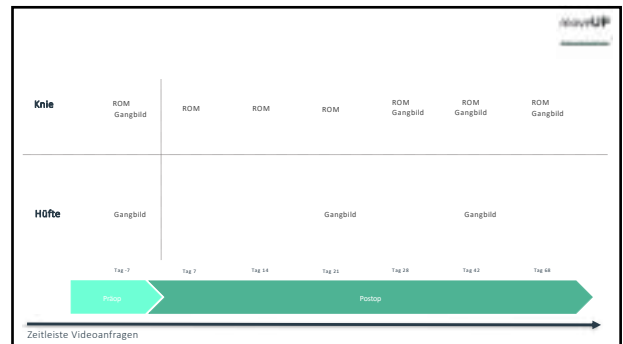 moveUP
Knie
ROM
Gangbild
ROM
ROM
ROM
ROM
Gangbild
ROM
Gangbild
ROM
Gangbild
Hüfte
Gangbild
Gangbild
Gangbild
Tag -7
Tag 7
Tag 14
Tag 21
Tag 28
Tag 42
Tag 68
Präop
Postop
Zeitleiste Videoanfragen